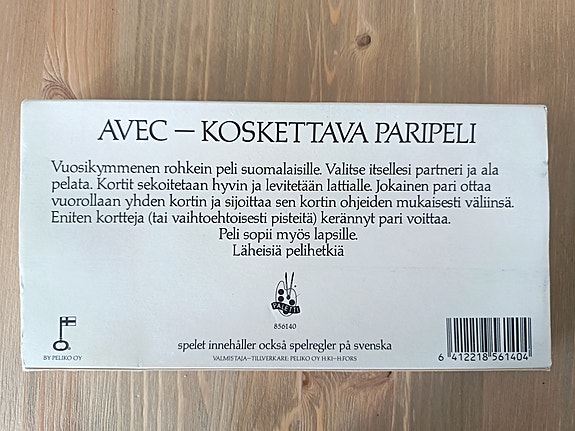 AVEC — KOSKETTAVA PARIPELI
Vuosikymmenen rohkein peli suomalaisille. Valitse itsellesi partneri ja ala
pelata. Kortit sekoitetaan hyvin ja levitetään lattialle. Jokainen pari ottaa
vuorollaan yhden kortin ja sijoittaa sen kortin ohjeiden mukaisesti väliinsä.
Eniten kortteja (tai vaihtoehtoisesti pisteitä) kerännyt pari voittaa.
Peli sopii myös lapsille.
Läheisiä pelihetkiä
VALETTI
856140
BY PELIKO OY
spelet innehåller också spelregler på svenska
VALMISTAJA—TILLVERKARE: PELIKO OY H:KI—H:FORS
6 412218 561404